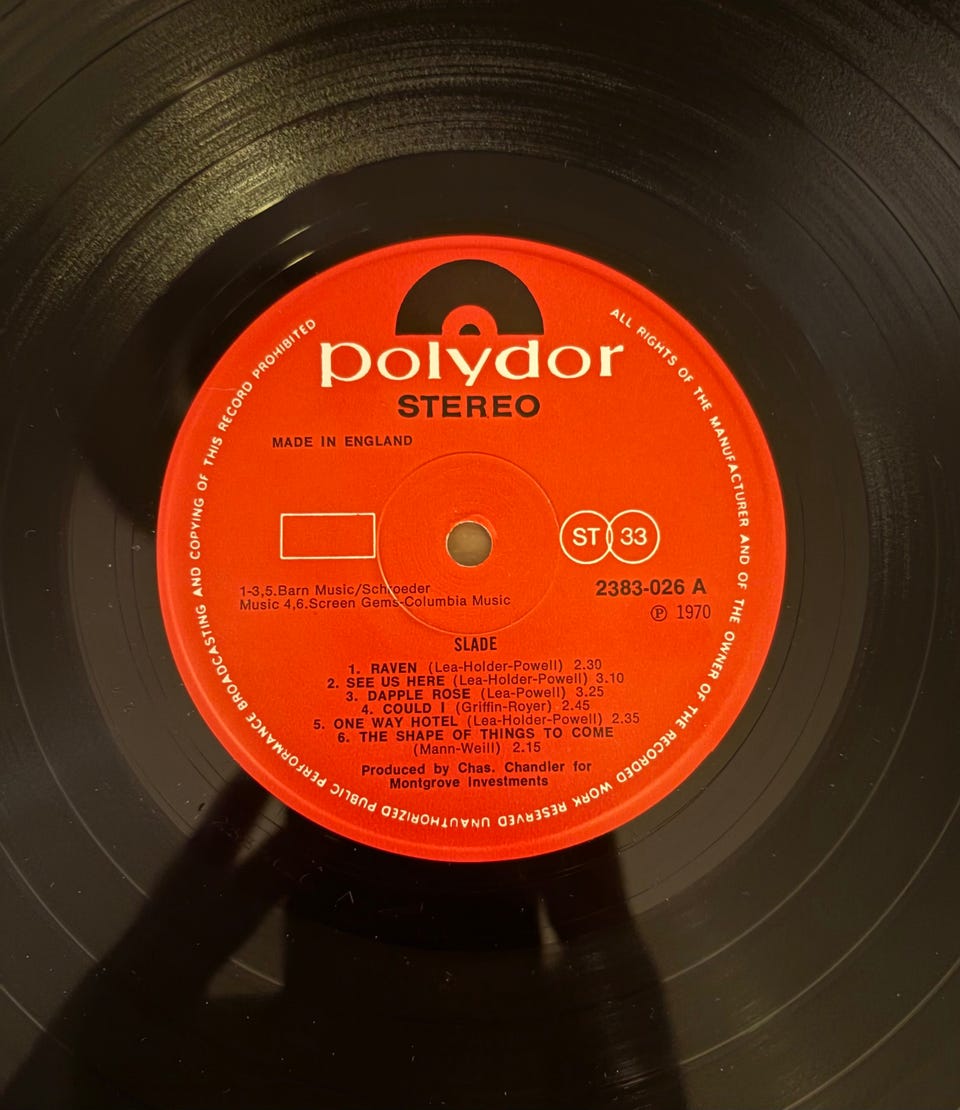 polydor
STEREO
MADE IN ENGLAND
ST 33
1-3,5.Barn Music/Schroeder
Music 4,6.Screen Gems-Columbia Music
2383-026 A
℗ 1970
SLADE
1. RAVEN (Lea-Holder-Powell) 2.30
2. SEE US HERE (Lea-Holder-Powell) 3.10
3. DAPPLE ROSE (Lea-Powell) 3.25
4. COULD I (Griffin-Royer) 2.45
5. ONE WAY HOTEL (Lea-Holder-Powell) 2.35
6. THE SHAPE OF THINGS TO COME
(Mann-Weill) 2.15
Produced by Chas. Chandler for
Montgrove Investments
ALL RIGHTS OF THE MANUFACTURER AND OF THE OWNER OF THE RECORDED WORK RESERVED UNAUTHORIZED PUBLIC PERFORMANCE BROADCASTING AND COPYING OF THIS RECORD PROHIBITED